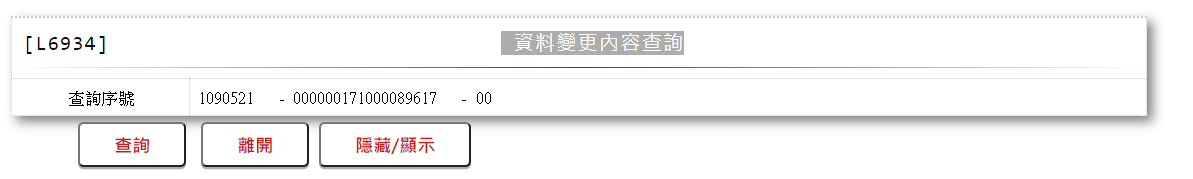 [L6934] 資料變更內容查詢
查詢序號 1090521 - 000000171000089617 - 00
查詢 離開 隱藏/顯示